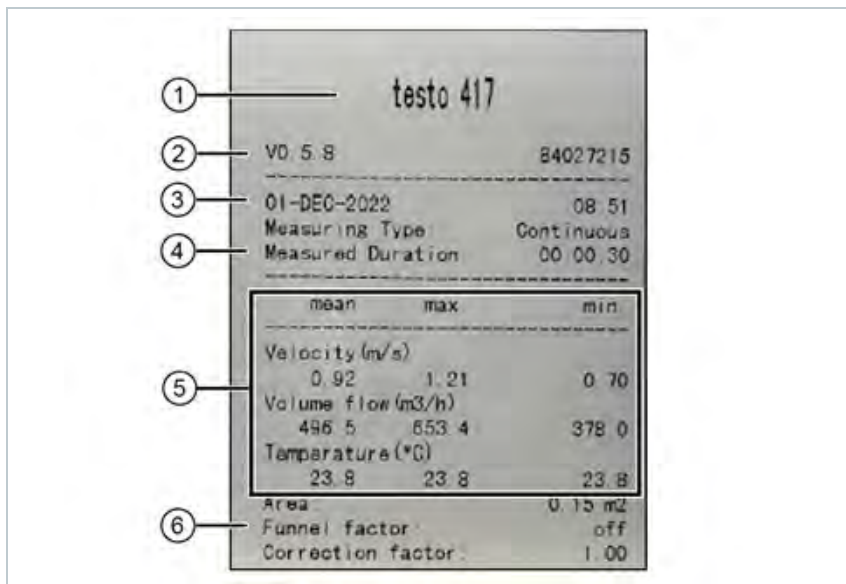 testo 417
① ② V0.5.8 84027215
③ 01-DEC-2022 08:51
Measuring Type Continuous
④ Measured Duration 00:00:30
mean max min
Velocity(m/s)
0.92 1.21 0.70
⑤ Volume flow(m3/h)
496.5 653.4 378.0
Temperature(°C)
23.8 23.8 23.8
Area: 0.15 m2
⑥ Funnel factor: off
Correction factor: 1.00